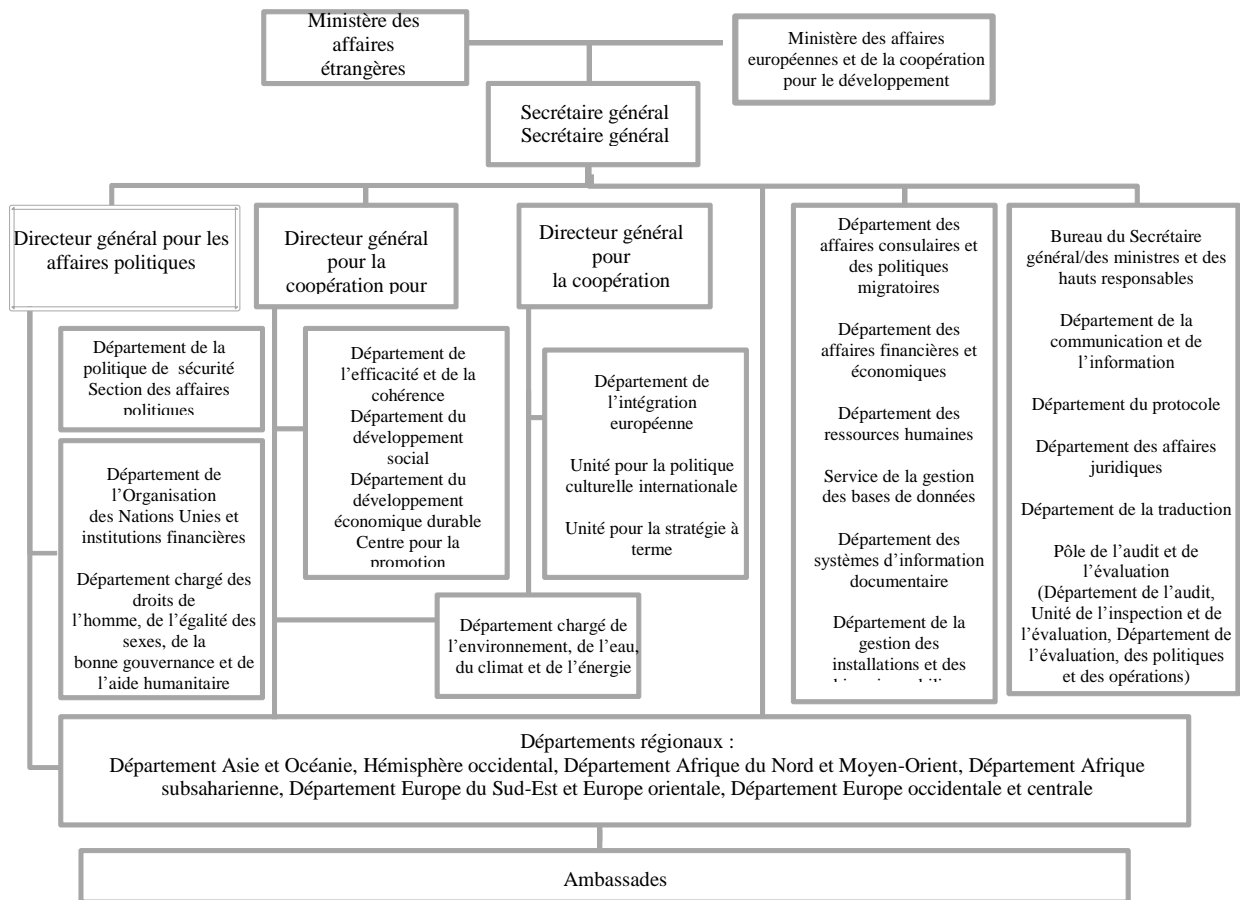 Ministère des
affaires
étrangères
Ministère des affaires
européennes et de la coopération
pour le développement
Secrétaire général
Secrétaire général
Directeur général pour les
affaires politiques
Directeur général
pour la
coopération pour
Directeur général
pour
la coopération
Département des
affaires consulaires et
des politiques
migratoires
Département des
affaires financières et
économiques
Département des
ressources humaines
Service de la gestion
des bases de données
Département des
systèmes d’information
documentaire
Département de la
gestion des
installations et des
Bureau du Secrétaire
général/des ministres et des
hauts responsables
Département de la
communication et de
l’information
Département du protocole
Département des affaires
juridiques
Département de la traduction
Pôle de l’audit et de
l’évaluation
(Département de l’audit,
Unité de l’inspection et de
l’évaluation, Département de
l’évaluation, des politiques
et des opérations)
Département de la
politique de sécurité
Section des affaires
politiques
Département de
l’Organisation
des Nations Unies et
institutions financières
Département chargé des
droits de
l’homme, de l’égalité des
sexes, de la
bonne gouvernance et de
l’aide humanitaire
Département de
l’efficacité et de la
cohérence
Département du
développement
social
Département du
développement
économique durable
Centre pour la
promotion
Département de
l’intégration
européenne
Unité pour la politique
culturelle internationale
Unité pour la stratégie à
terme
Département chargé de
l’environnement, de l’eau,
du climat et de l’énergie
Départements régionaux :
Département Asie et Océanie, Hémisphère occidental, Département Afrique du Nord et Moyen-Orient, Département Afrique
subsaharienne, Département Europe du Sud-Est et Europe orientale, Département Europe occidentale et centrale
Ambassades